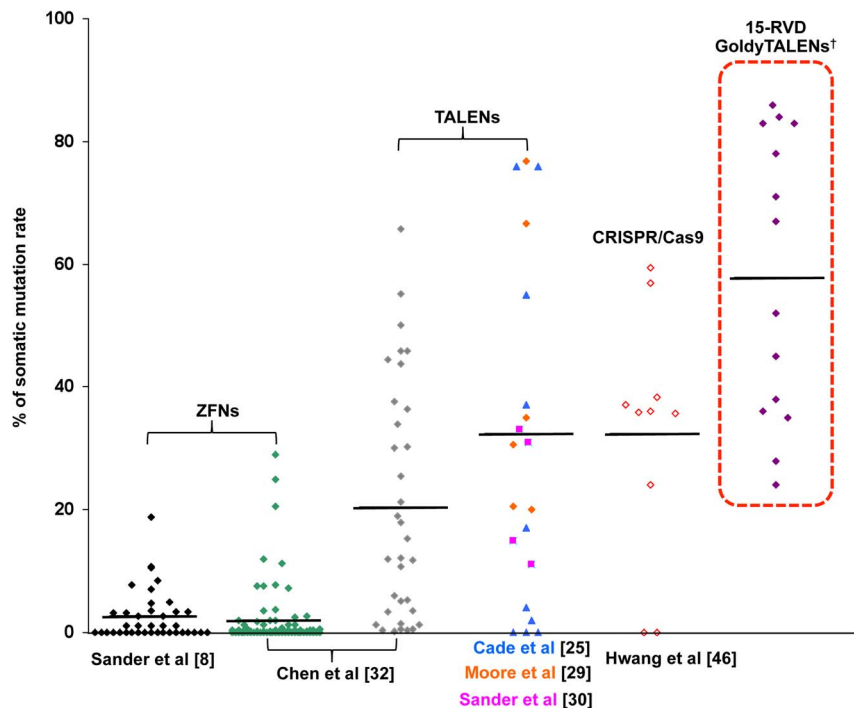 15-RVD
GoldyTALENs†
100
80
60
40
20
0
% of somatic mutation rate
TALENs
CRISPR/Cas9
ZFNs
Sander et al [8]
Chen et al [32]
Cade et al [25]
Moore et al [29]
Sander et al [30]
Hwang et al [46]